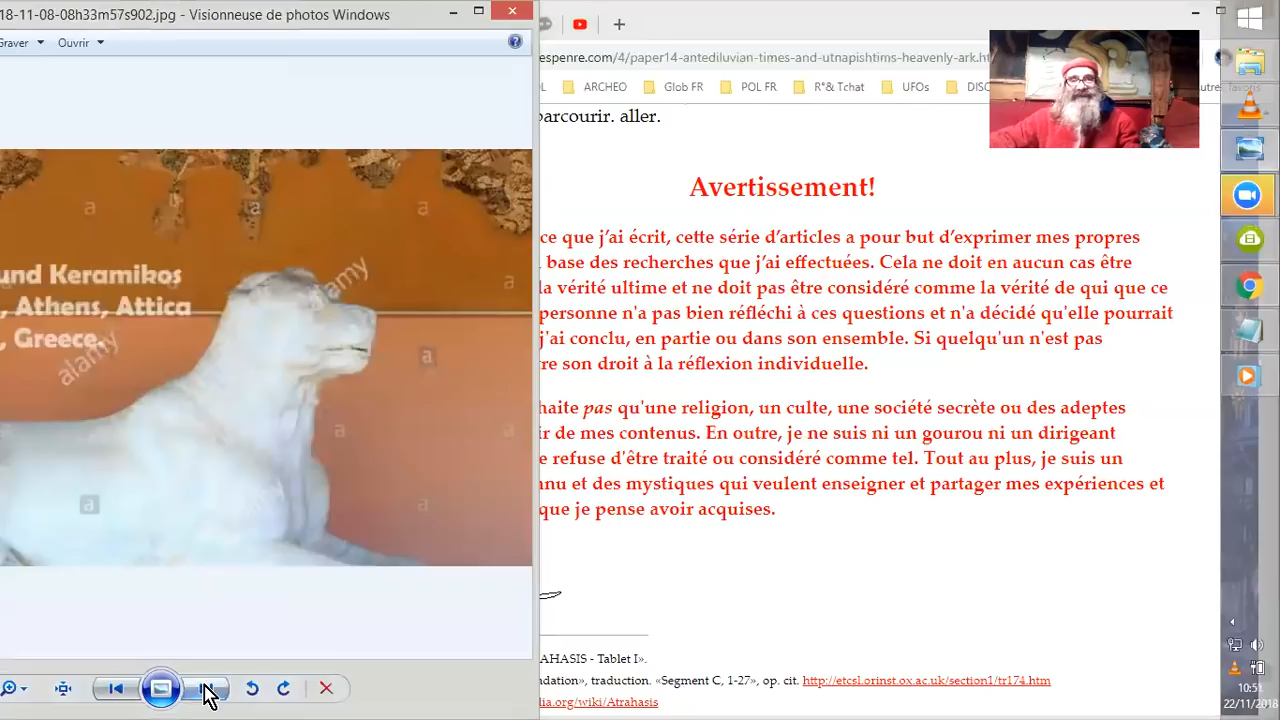 18-11-08-08h33m57s902.jpg - Visionneuse de photos Windows
Graver
Ouvrir
und Keramikos
, Athens, Attica
, Greece.
alamy
alamy
a
a
a
a
a
a
a
a
espenre.com/4/paper14-antediluvian-times-and-utnapishtims-heavenly-ark.ht
OL
ARCHEO
Glob FR
POL FR
R°& Tchat
UFOs
DISC
utres favoris
parcourir. aller.
Avertissement!
ce que j'ai écrit, cette série d'articles a pour but d'exprimer mes propres
base des recherches que j'ai effectuées. Cela ne doit en aucun cas être
la vérité ultime et ne doit pas être considéré comme la vérité de qui que ce
personne n'a pas bien réfléchi à ces questions et n'a décidé qu'elle pourrait
j'ai conclu, en partie ou dans son ensemble. Si quelqu'un n'est pas
re son droit à la réflexion individuelle.
haite pas qu'une religion, un culte, une société secrète ou des adeptes
ir de mes contenus. En outre, je ne suis ni un gourou ni un dirigeant
e refuse d'être traité ou considéré comme tel. Tout au plus, je suis un
nnu et des mystiques qui veulent enseigner et partager mes expériences et
que je pense avoir acquises.
AHASIS - Tablet I».
ndation», traduction. «Segment C, 1-27», op. cit. http://etcsl.orinst.ox.ac.uk/section1/tr174.htm
dia.org/wiki/Atrahasis
10:51
22/11/2018